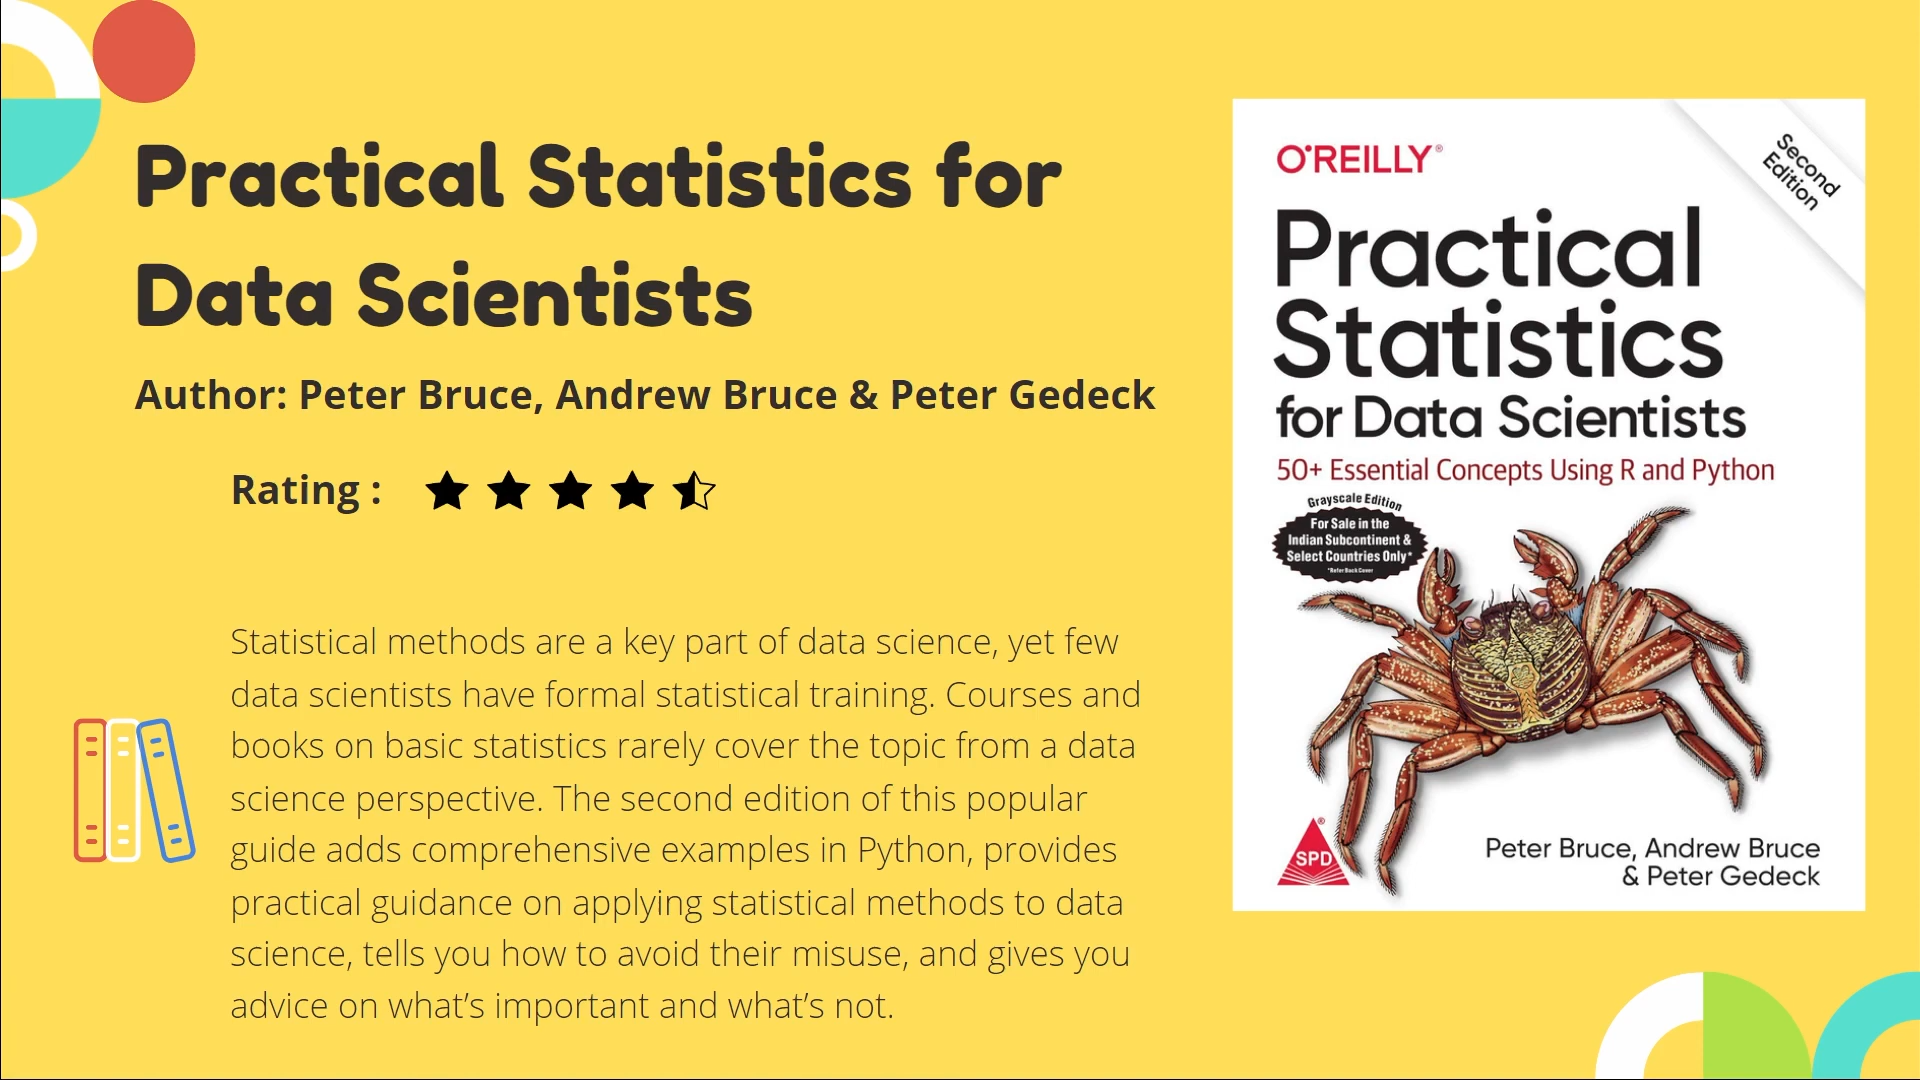 Practical Statistics for
Data Scientists
Author: Peter Bruce, Andrew Bruce & Peter Gedeck
Rating :
Statistical methods are a key part of data science, yet few
data scientists have formal statistical training. Courses and
books on basic statistics rarely cover the topic from a data
science perspective. The second edition of this popular
guide adds comprehensive examples in Python, provides
practical guidance on applying statistical methods to data
science, tells you how to avoid their misuse, and gives you
advice on what’s important and what’s not.
O'REILLY®
Second
Edition
Practical
Statistics
for Data Scientists
50+ Essential Concepts Using R and Python
Grayscale Edition
For Sale in the
Indian Subcontinent &
Select Countries Only*
*Refer Back Cover
SPD®
Peter Bruce, Andrew Bruce
& Peter Gedeck